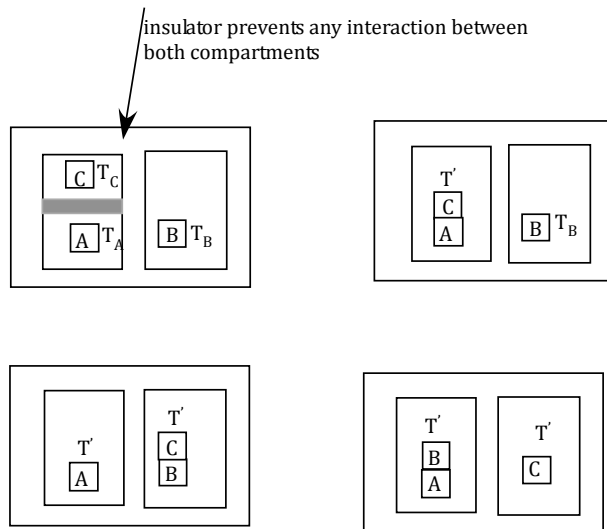 insulator prevents any interaction between
both compartments
C T_C
A T_A
B T_B
T'
C
A
B T_B
T'
A
T'
C
B
T'
B
A
T'
C